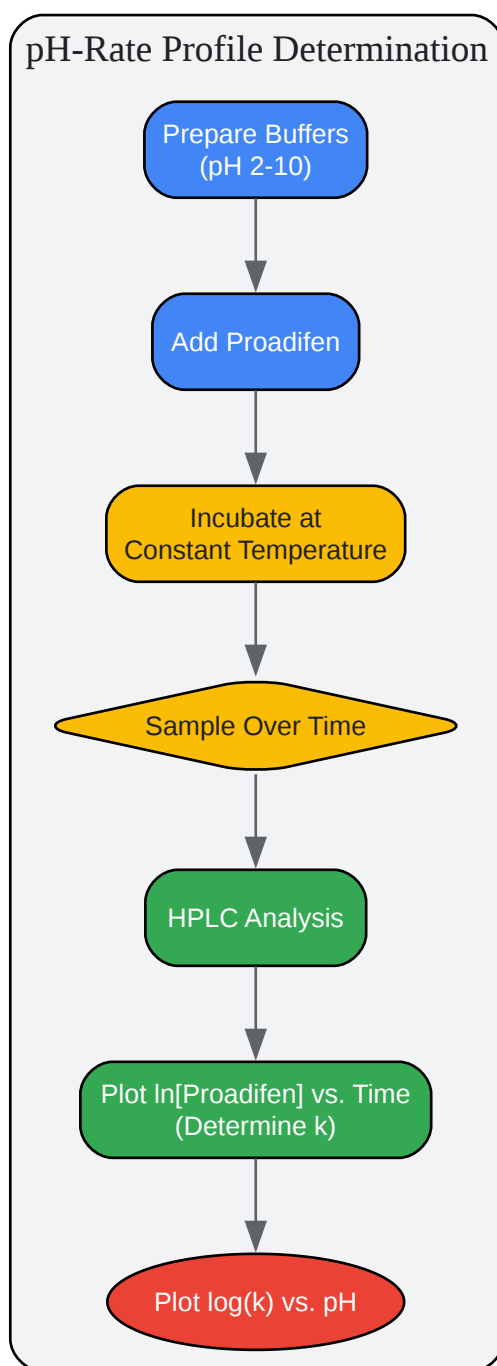 pH-Rate Profile Determination
Prepare Buffers
(pH 2-10)
Add Proadifen
Incubate at
Constant Temperature
Sample Over Time
HPLC Analysis
Plot ln[Proadifen] vs. Time
(Determine k)
Plot log(k) vs. pH